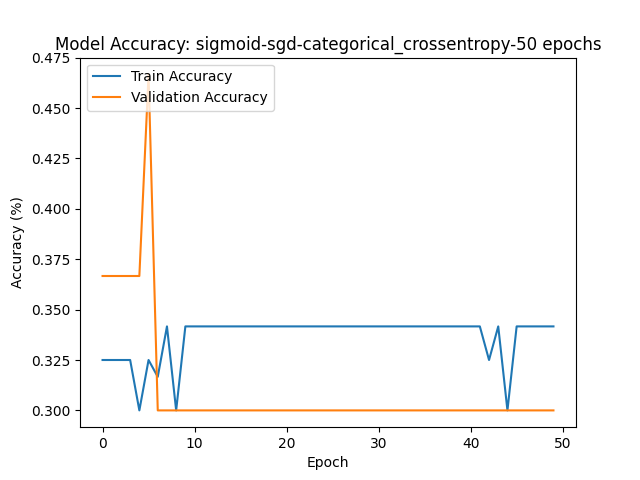 Model Accuracy: sigmoid-sgd-categorical_crossentropy-50 epochs
Train Accuracy
Validation Accuracy
Accuracy (%)
0.475
0.450
0.425
0.400
0.375
0.350
0.325
0.300
0 10 20 30 40 50
Epoch